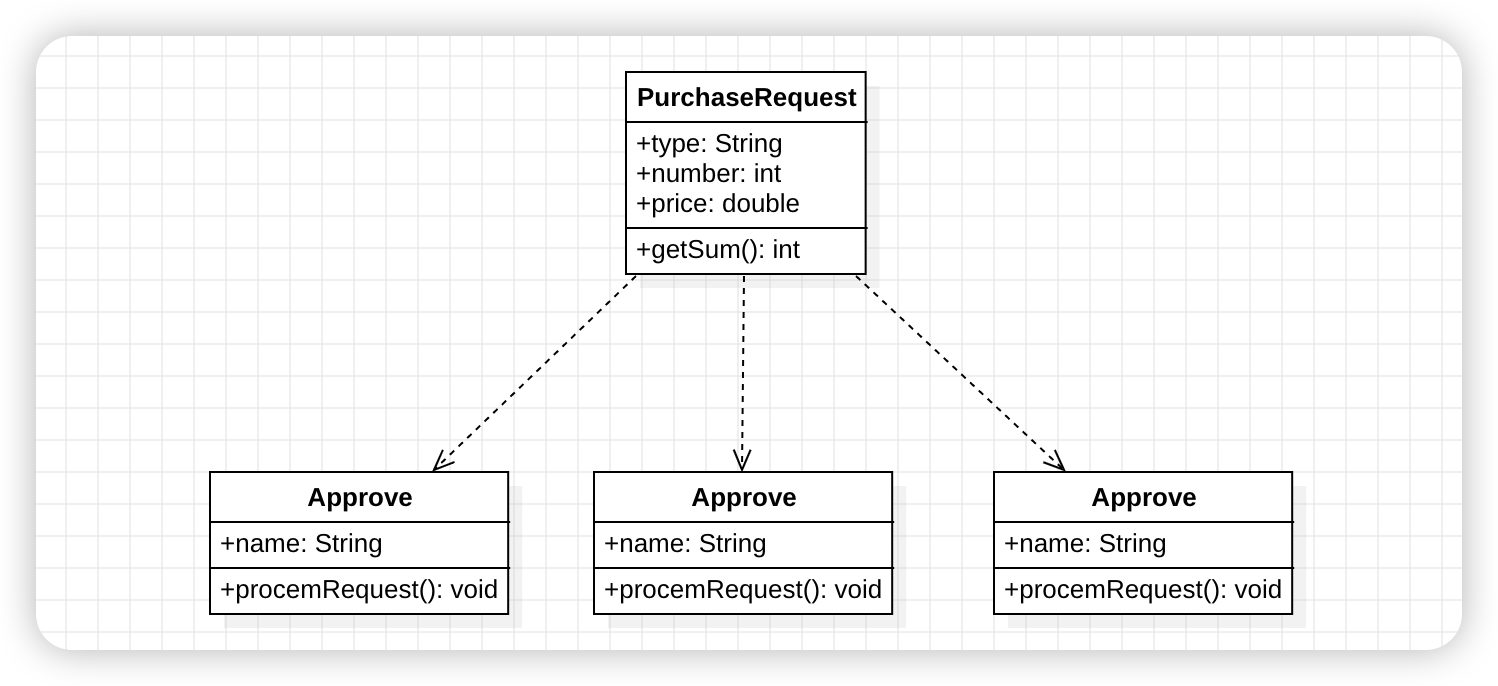 PurchaseRequest
+type: String
+number: int
+price: double
+getSum(): int
Approve
+name: String
+procemRequest(): void
Approve
+name: String
+procemRequest(): void
Approve
+name: String
+procemRequest(): void